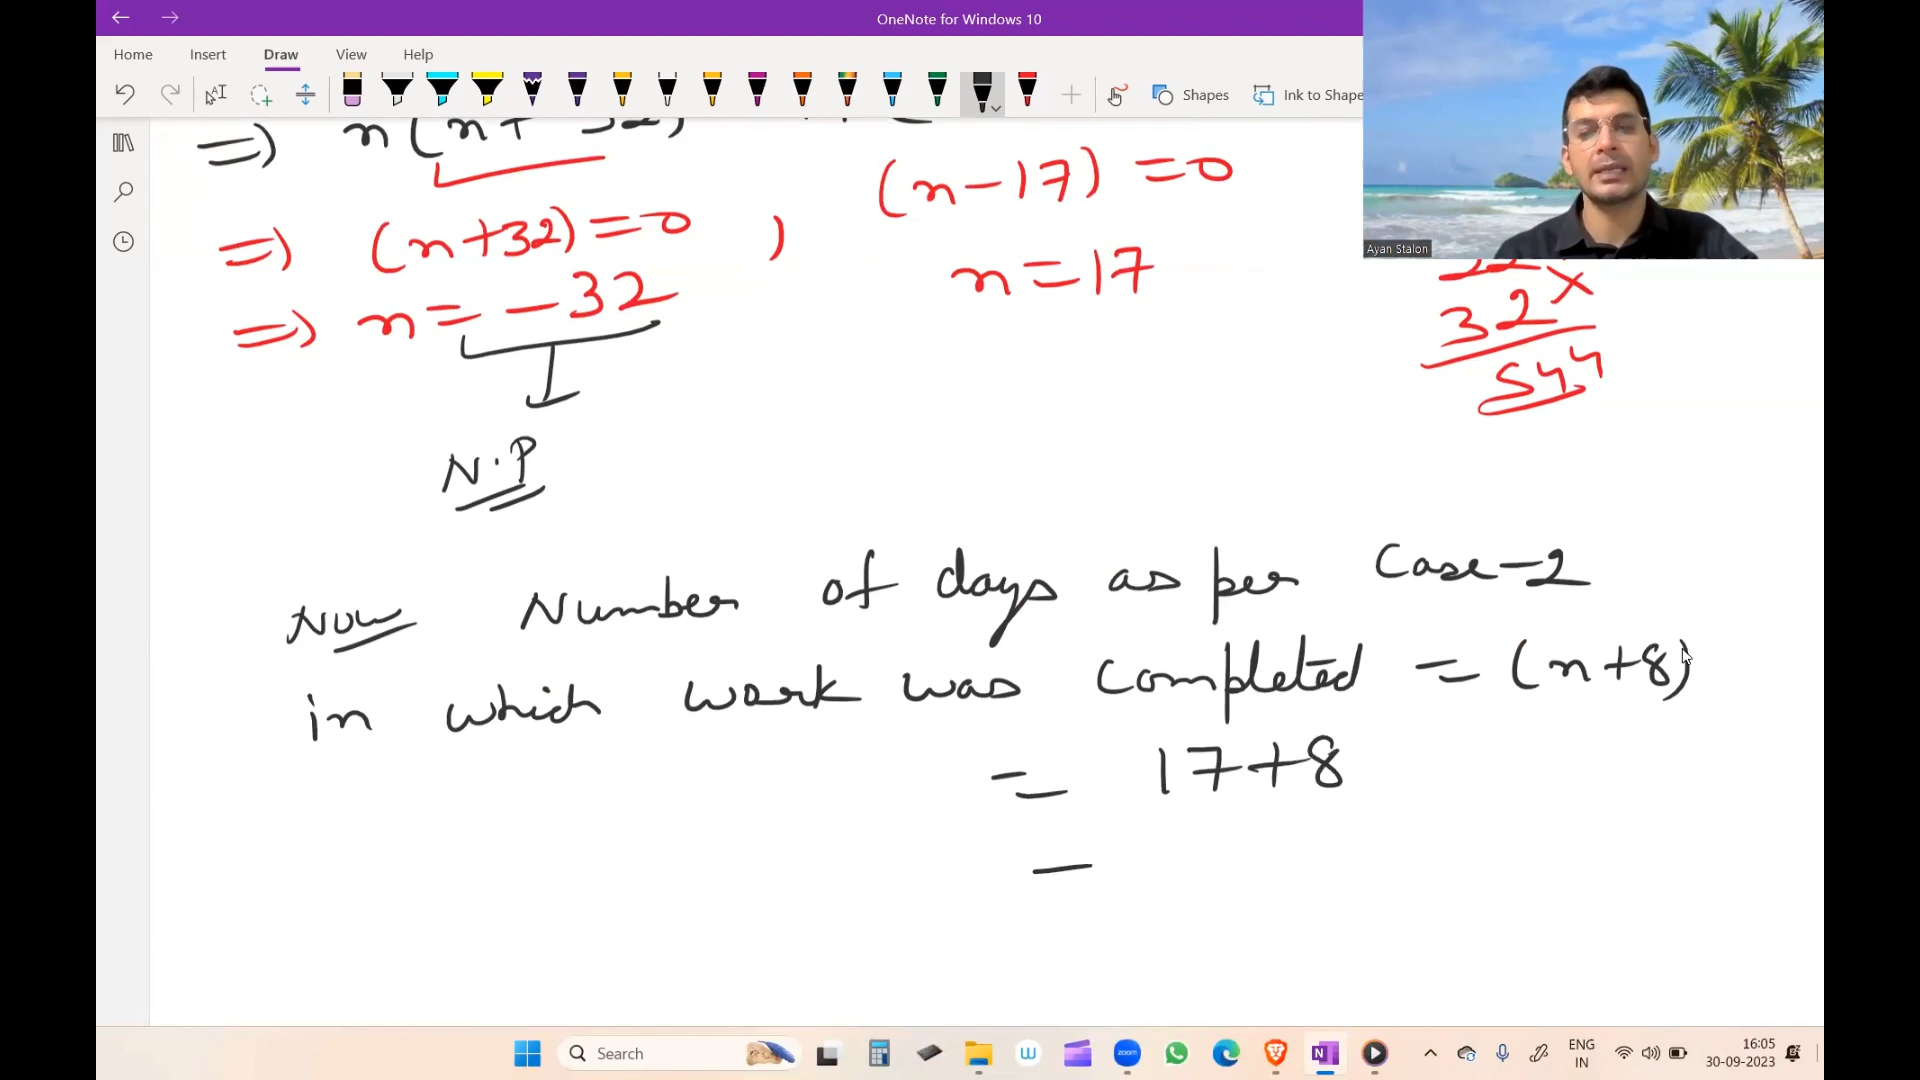 OneNote for Windows 10
Home Insert Draw View Help
Shapes Ink to Shape
=> n(n+32)
=> (n+32)=0 , (n-17)=0
=> n=-32 n=17
Ayan Stalon
32x
544
N.P
Now Number of days as per Case-2
in which work was completed = (n+8)
= 17+8
Search
ENG
IN
16:05
30-09-2023